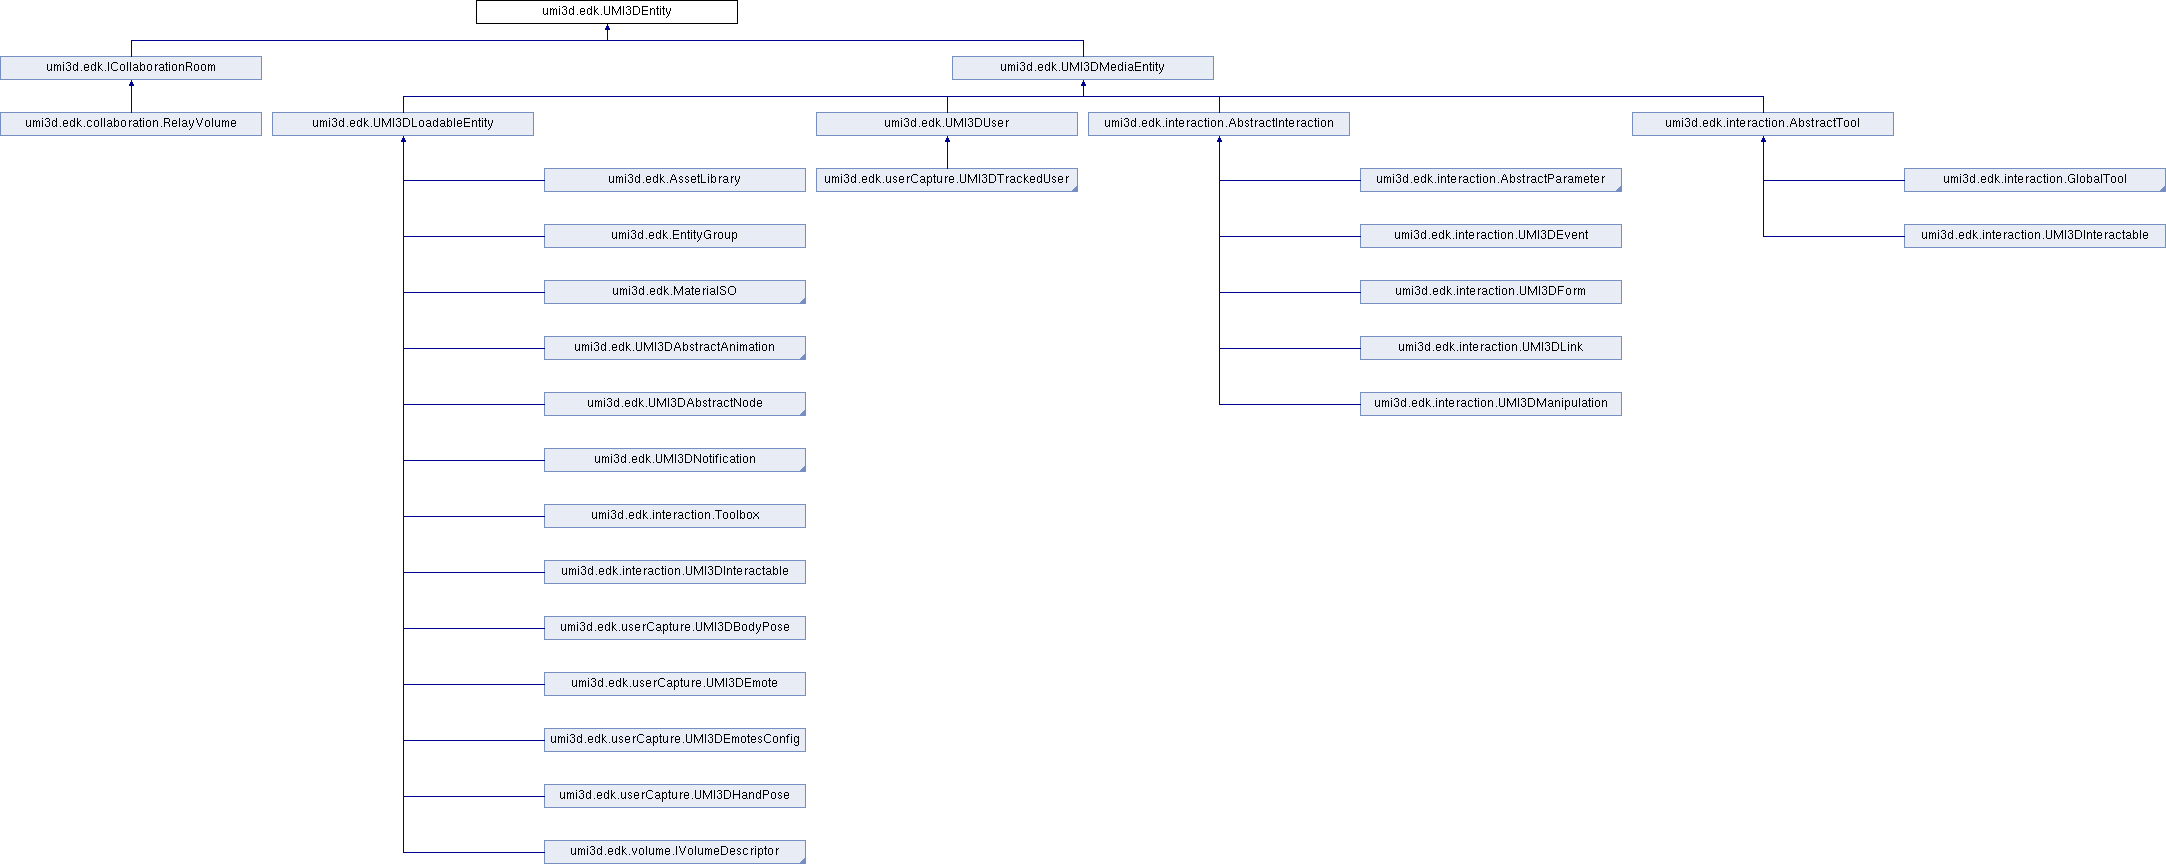 umi3d.edk.UMI3DEntity
umi3d.edk.ICollaborationRoom
umi3d.edk.UMI3DMediaEntity
umi3d.edk.collaboration.RelayVolume
umi3d.edk.UMI3DLoadableEntity
umi3d.edk.UMI3DUser
umi3d.edk.interaction.AbstractInteraction
umi3d.edk.interaction.AbstractTool
umi3d.edk.AssetLibrary
umi3d.edk.userCapture.UMI3DTrackedUser
umi3d.edk.interaction.AbstractParameter
umi3d.edk.interaction.GlobalTool
umi3d.edk.EntityGroup
umi3d.edk.interaction.UMI3DEvent
umi3d.edk.interaction.UMI3DInteractable
umi3d.edk.MaterialSO
umi3d.edk.interaction.UMI3DForm
umi3d.edk.UMI3DAbstractAnimation
umi3d.edk.interaction.UMI3DLink
umi3d.edk.UMI3DAbstractNode
umi3d.edk.interaction.UMI3DManipulation
umi3d.edk.UMI3DNotification
umi3d.edk.interaction.Toolbox
umi3d.edk.interaction.UMI3DInteractable
umi3d.edk.userCapture.UMI3DBodyPose
umi3d.edk.userCapture.UMI3DEmote
umi3d.edk.userCapture.UMI3DEmotesConfig
umi3d.edk.userCapture.UMI3DHandPose
umi3d.edk.volume.IVolumeDescriptor